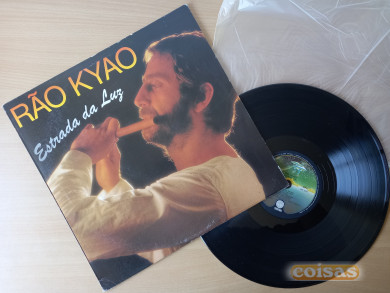 RÃO KYAO
Estrada da Luz
coisas